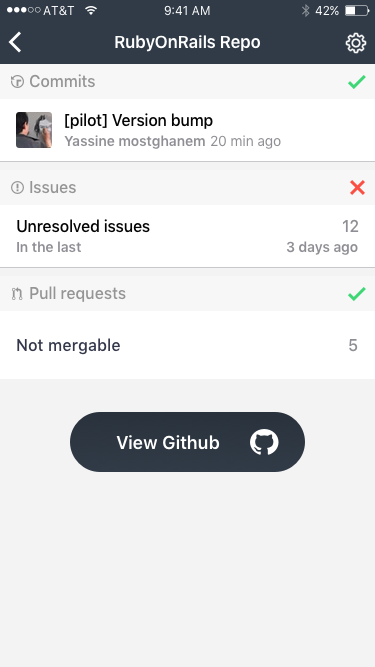 AT&T 9:41 AM 42%
RubyOnRails Repo
Commits
[pilot] Version bump
Yassine mostghanem 20 min ago
Issues
Unresolved issues 12
In the last 3 days ago
Pull requests
Not mergable 5
View Github